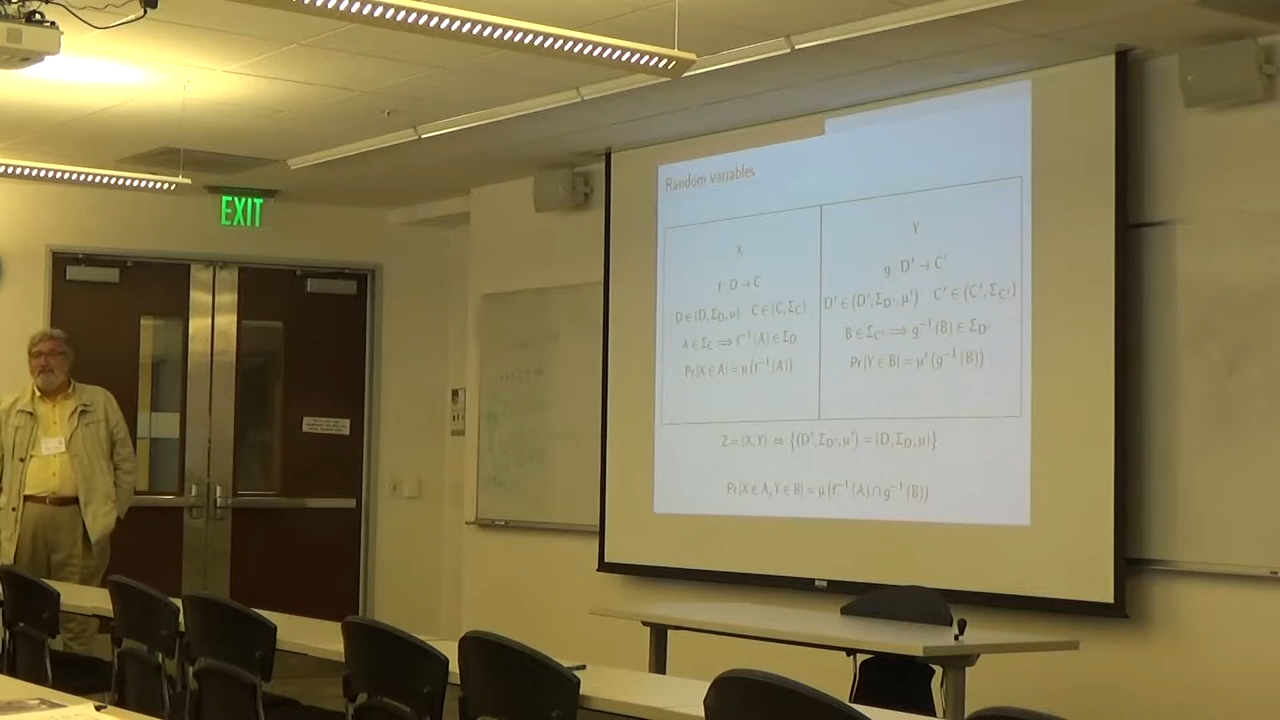 EXIT
Random variables
X
f D → C
D ∈ (D, Σ_D, μ) C ∈ (C, Σ_C)
A ∈ Σ_C ⟹ f⁻¹(A) ∈ Σ_D
Pr[X ∈ A] = μ(f⁻¹(A))
Y
g D′ → C′
D′ ∈ (D′, Σ_D′, μ′) C′ ∈ (C′, Σ_C′)
B ∈ Σ_C′ ⟹ g⁻¹(B) ∈ Σ_D′
Pr[Y ∈ B] = μ′(g⁻¹(B))
Z = (X, Y) ⇔ {(D′, Σ_D′, μ′) = (D, Σ_D, μ)}
Pr[X ∈ A, Y ∈ B] = μ(f⁻¹(A) ∩ g⁻¹(B))